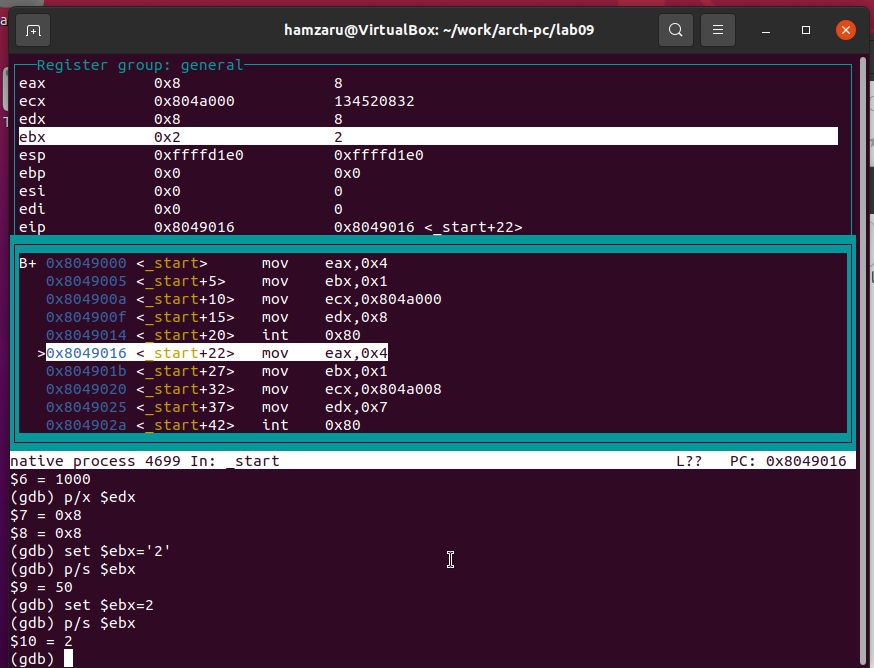 hamzaru@VirtualBox: ~/work/arch-pc/lab09
Register group: general
eax 0x8 8
ecx 0x804a000 134520832
edx 0x8 8
ebx 0x2 2
esp 0xffffd1e0 0xffffd1e0
ebp 0x0 0x0
esi 0x0 0
edi 0x0 0
eip 0x8049016 0x8049016 <_start+22>
B+ 0x8049000 <_start> mov eax,0x4
0x8049005 <_start+5> mov ebx,0x1
0x804900a <_start+10> mov ecx,0x804a000
0x804900f <_start+15> mov edx,0x8
0x8049014 <_start+20> int 0x80
>0x8049016 <_start+22> mov eax,0x4
0x804901b <_start+27> mov ebx,0x1
0x8049020 <_start+32> mov ecx,0x804a008
0x8049025 <_start+37> mov edx,0x7
0x804902a <_start+42> int 0x80
native process 4699 In: _start L?? PC: 0x8049016
$6 = 1000
(gdb) p/x $edx
$7 = 0x8
$8 = 0x8
(gdb) set $ebx='2'
(gdb) p/s $ebx
$9 = 50
(gdb) set $ebx=2
(gdb) p/s $ebx
$10 = 2
(gdb)